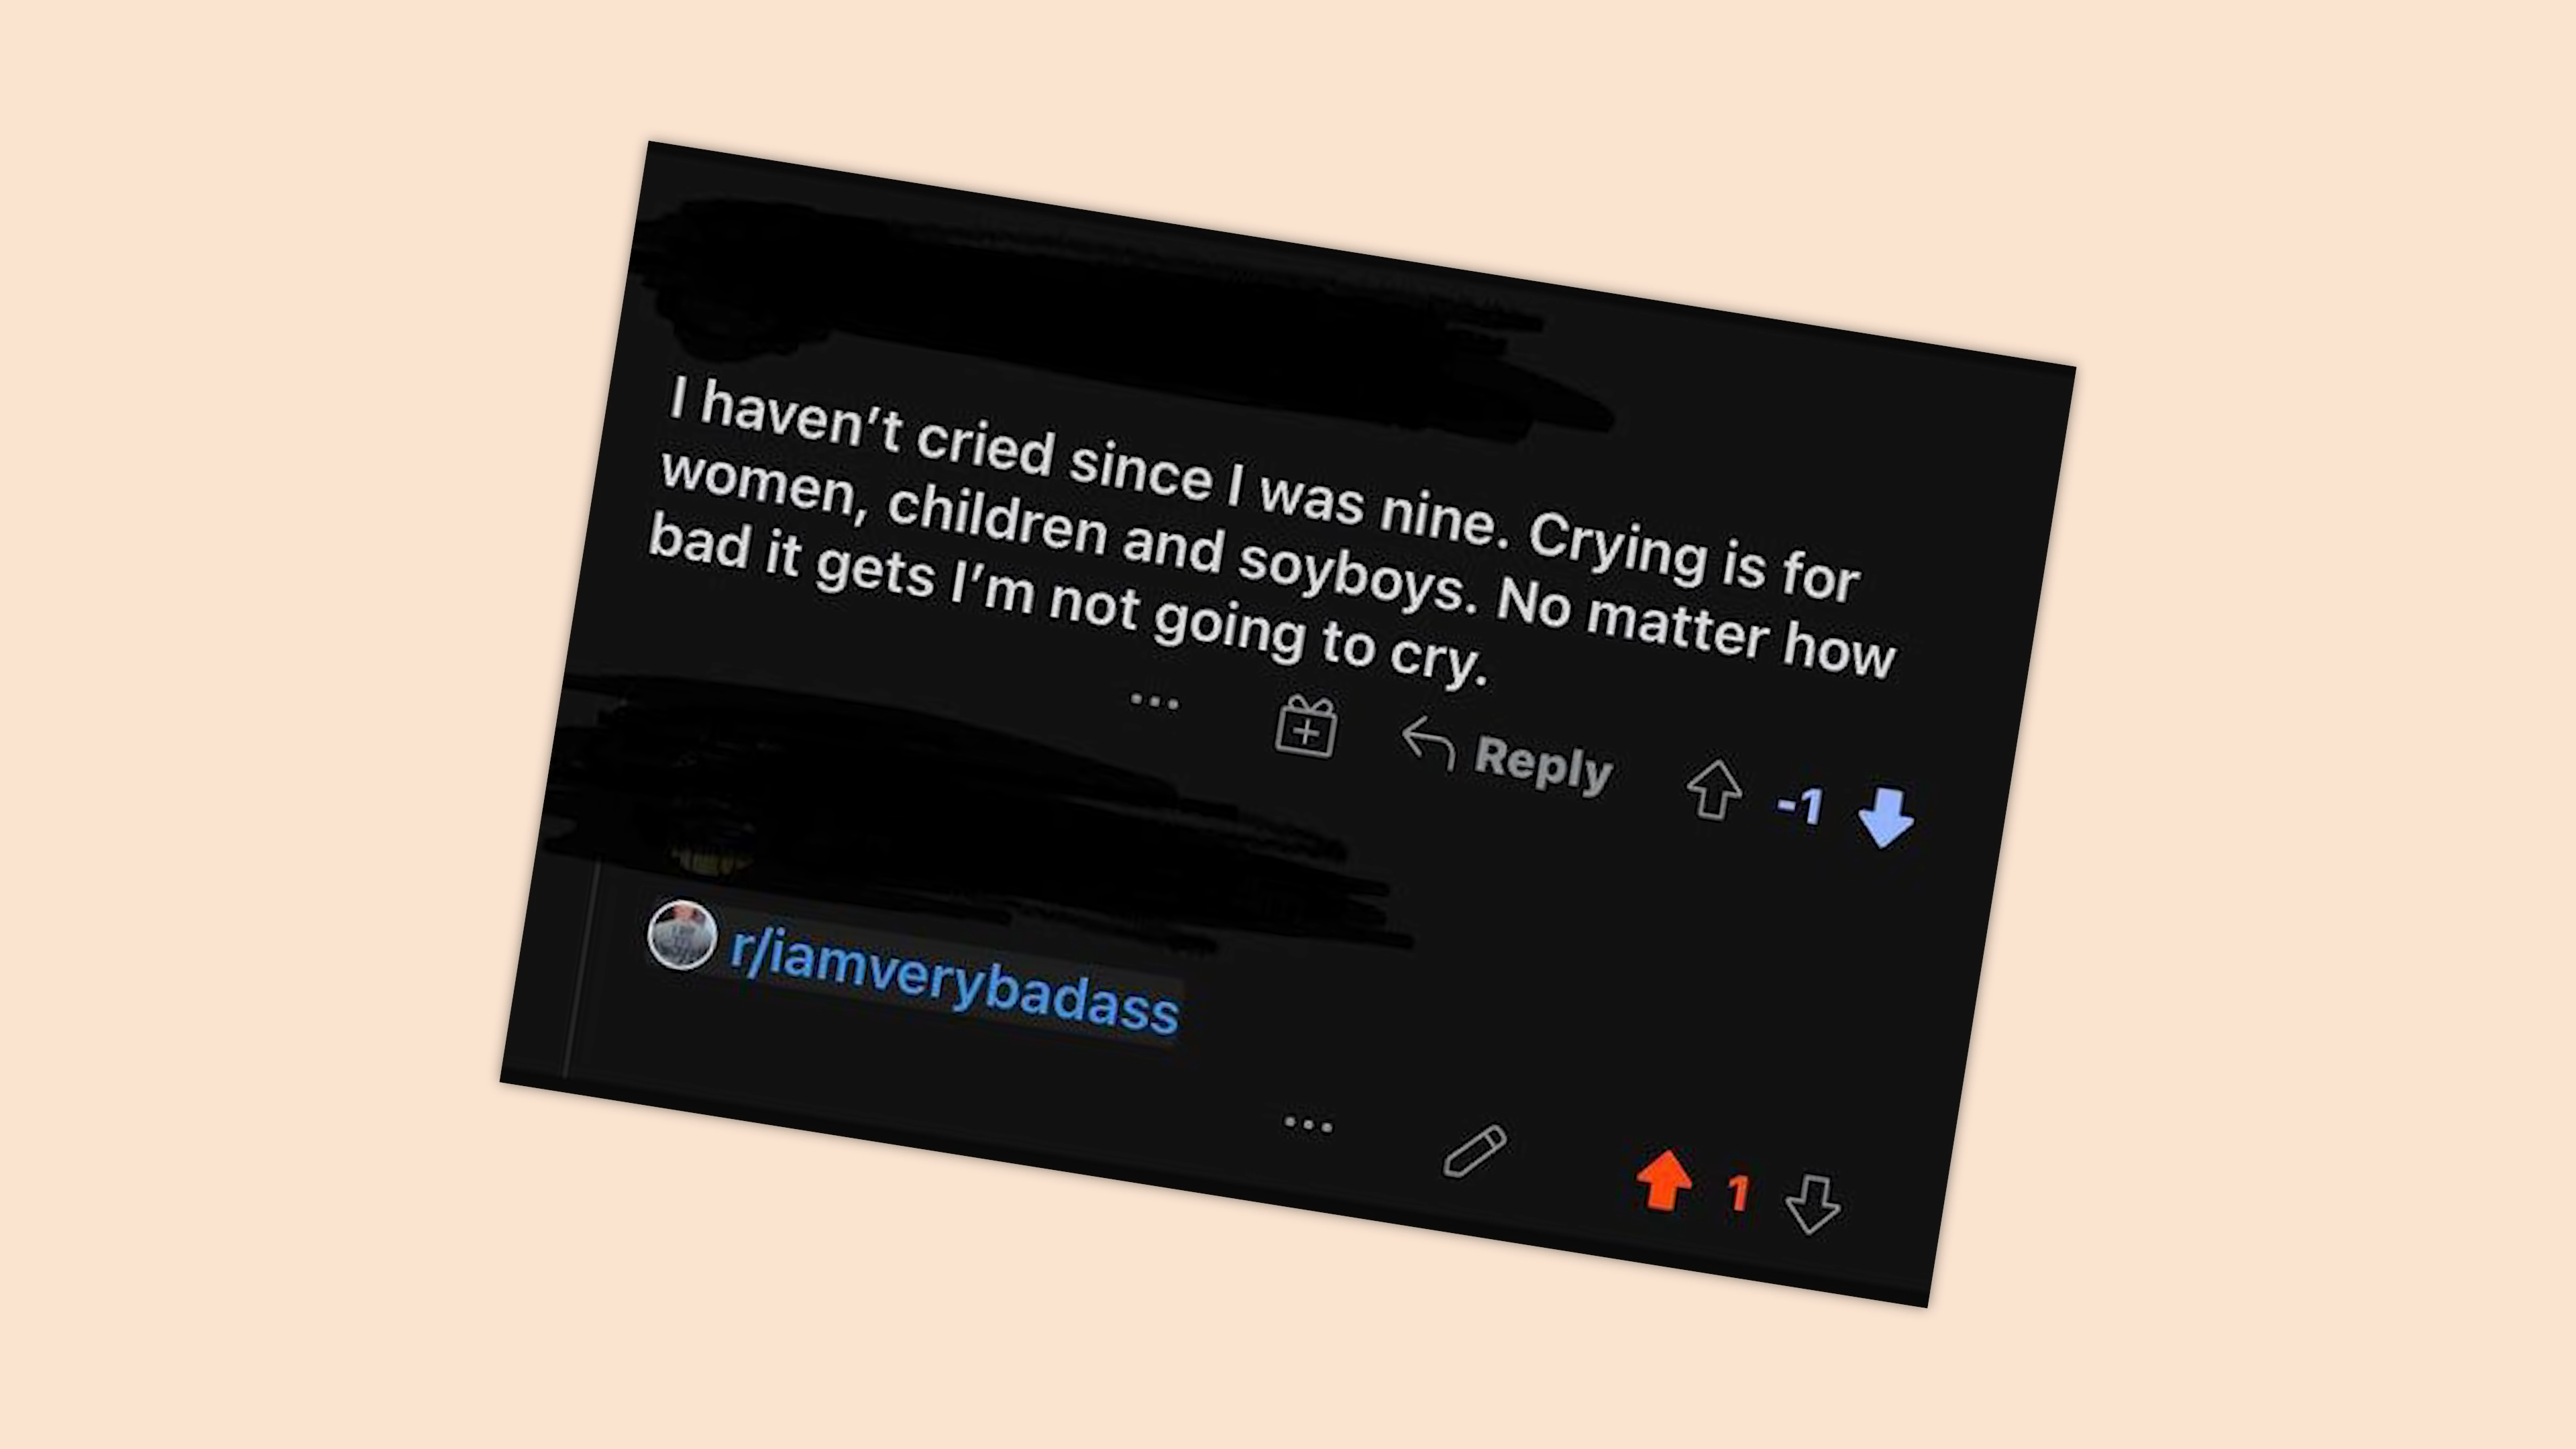 I haven’t cried since I was nine. Crying is for
women, children and soyboys. No matter how
bad it gets I’m not going to cry.
Reply
-1
r/iamverybadass
1